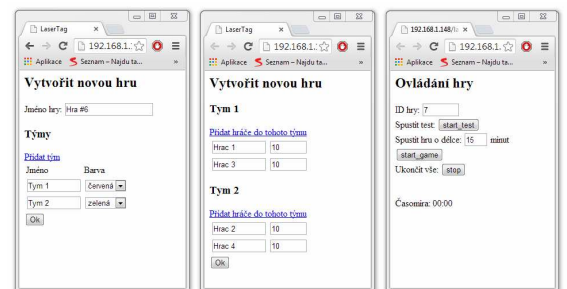 LaserTag
192.168.1.
Aplikace Seznam – Najdu ta... »
Vytvořit novou hru
Jméno hry: Hra #6
Týmy
Přidat tým
Jméno Barva
Tym 1 červená
Tym 2 zelená
Ok
LaserTag
192.168.1.
Aplikace Seznam – Najdu ta... »
Vytvořit novou hru
Tym 1
Přidat hráče do tohoto týmu
Hrac 1 10
Hrac 3 10
Tym 2
Přidat hráče do tohoto týmu
Hrac 2 10
Hrac 4 10
Ok
192.168.1.148/la
192.168.1.
Aplikace Seznam – Najdu ta... »
Ovládání hry
ID hry: 7
Spustit test: start_test
Spustit hru o délce: 15 minut
start_game
Ukončit vše: stop
Časomíra: 00:00